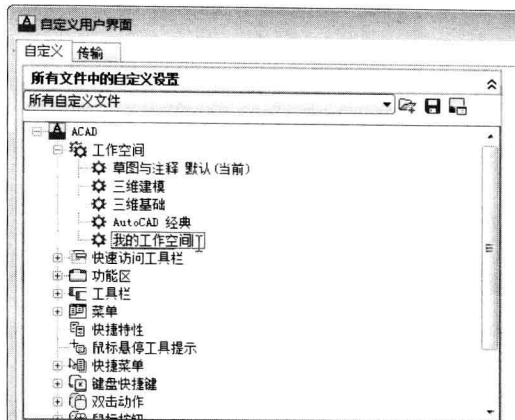 自定义用户界面
自定义 传输
所有文件中的自定义设置
所有自定义文件
ACAD
工作空间
草图与注释 默认(当前)
三维建模
三维基础
AutoCAD 经典
我的工作空间
快速访问工具栏
功能区
工具栏
菜单
快捷特性
鼠标悬停工具提示
快捷菜单
键盘快捷键
双击动作
鼠标按钮